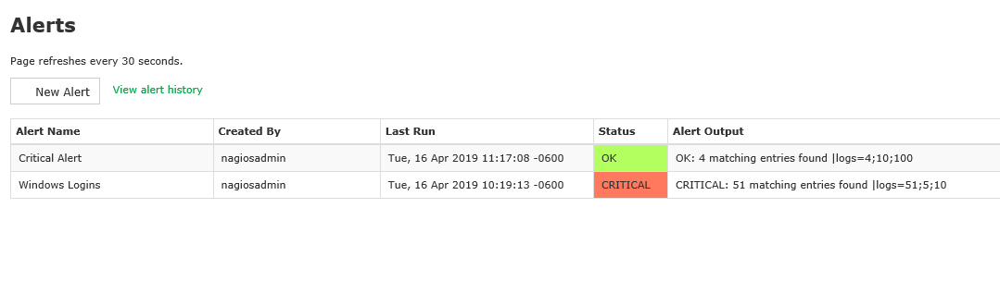 Alerts
Page refreshes every 30 seconds.
New Alert View alert history
Alert Name Created By Last Run Status Alert Output
Critical Alert nagiosadmin Tue, 16 Apr 2019 11:17:08 -0600 OK OK: 4 matching entries found |logs=4;10;100
Windows Logins nagiosadmin Tue, 16 Apr 2019 10:19:13 -0600 CRITICAL CRITICAL: 51 matching entries found |logs=51;5;10